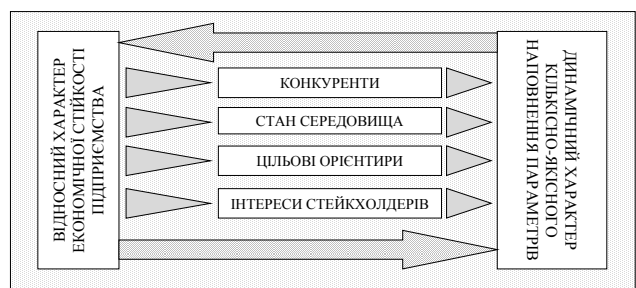 ВІДНОСНИЙ ХАРАКТЕР
ЕКОНОМІЧНОЇ СТІЙКОСТІ
ПІДПРИЄМСТВА
КОНКУРЕНТИ
СТАН СЕРЕДОВИЩА
ЦІЛЬОВІ ОРІЄНТИРИ
ІНТЕРЕСИ СТЕЙКХОЛДЕРІВ
ДИНАМІЧНИЙ ХАРАКТЕР
КІЛЬКІСНО-ЯКІСНОГО
НАПОВНЕННЯ ПАРАМЕТРІВ